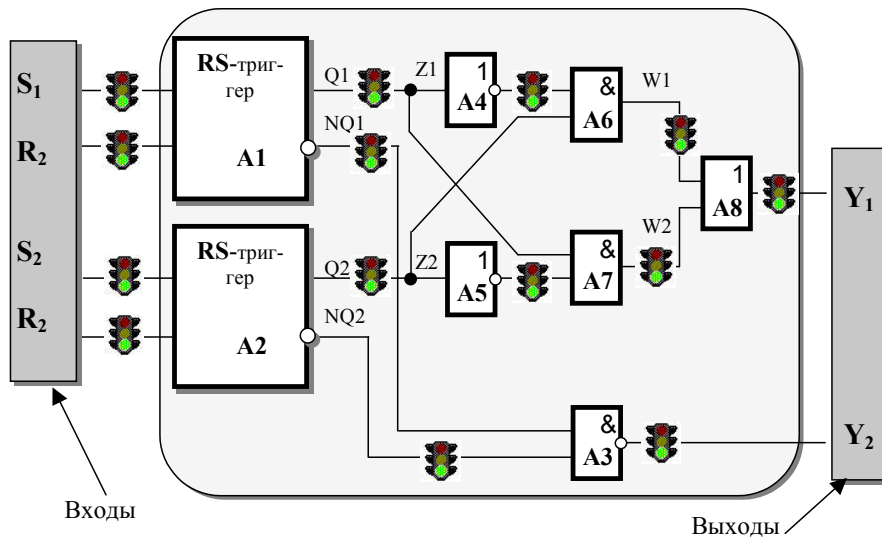 S1
R2
S2
R2
RS-триг-
гер
A1
RS-триг-
гер
A2
Q1
NQ1
Q2
NQ2
Z1
Z2
1
A4
1
A5
&
A6
&
A7
&
A3
W1
W2
1
A8
Y1
Y2
Входы
Выходы